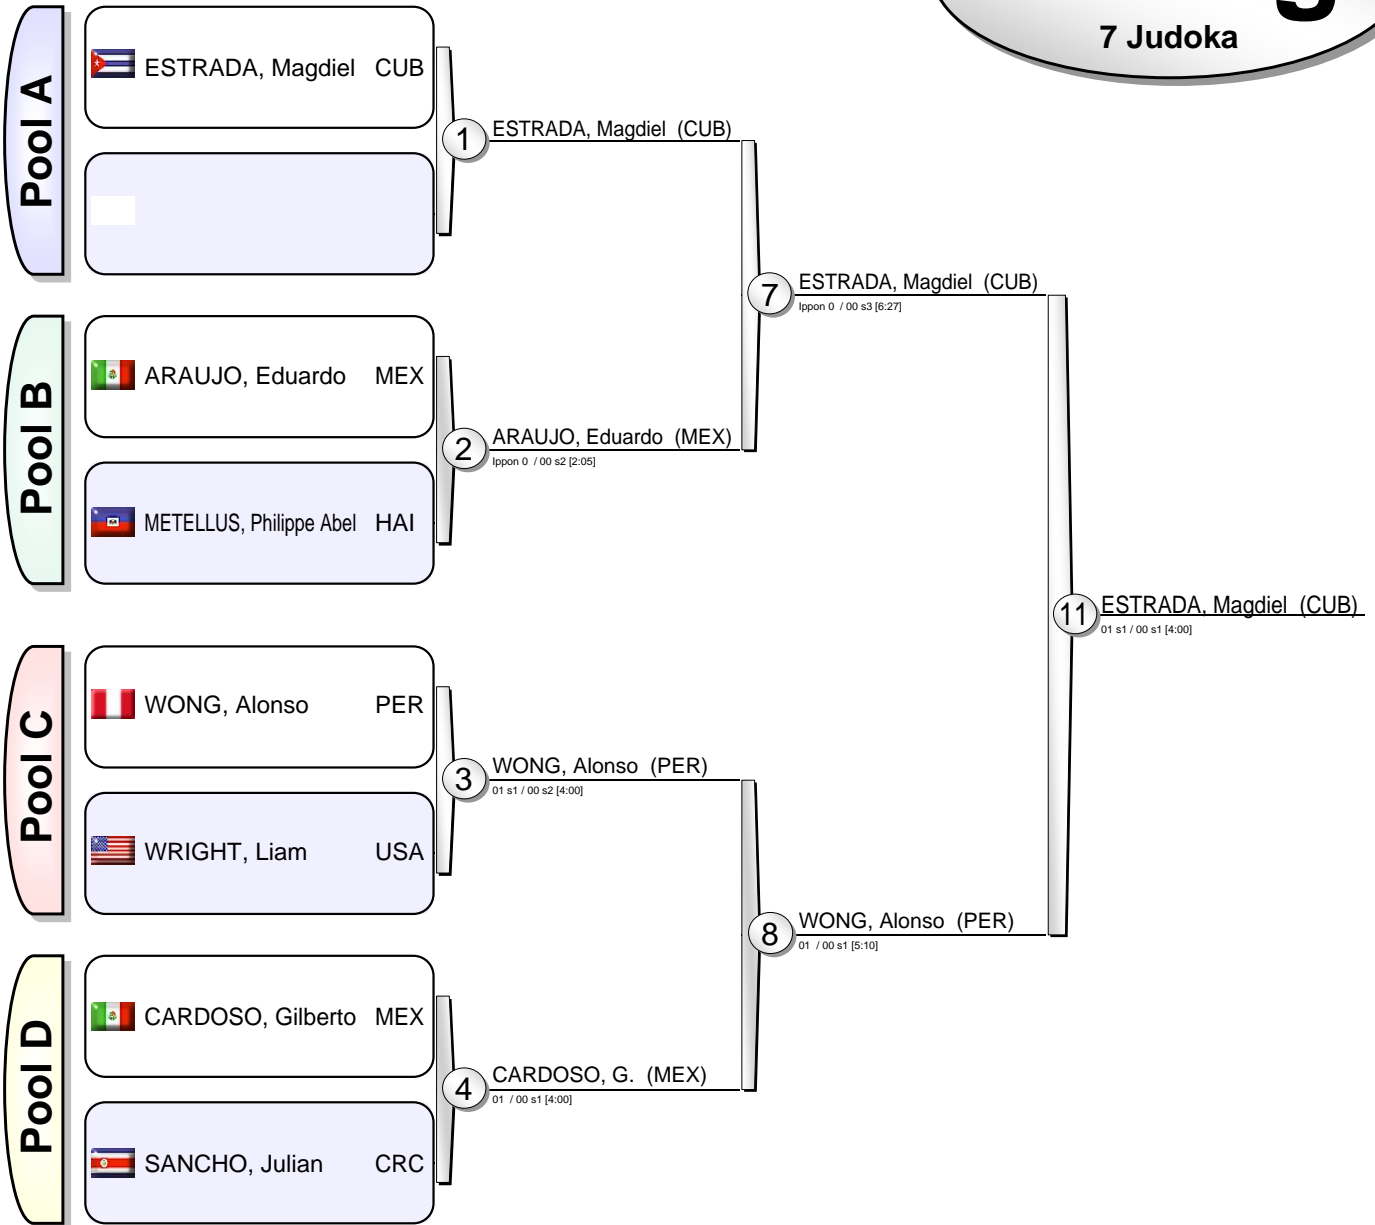 7 Judoka
Pool A
ESTRADA, Magdiel CUB
1
ESTRADA, Magdiel (CUB)
7
ESTRADA, Magdiel (CUB)
Ippon 0 / 00 s3 [6:27]
Pool B
ARAUJO, Eduardo MEX
2
ARAUJO, Eduardo (MEX)
Ippon 0 / 00 s2 [2:05]
METELLUS, Philippe Abel HAI
11
ESTRADA, Magdiel (CUB)
01 s1 / 00 s1 [4:00]
Pool C
WONG, Alonso PER
3
WONG, Alonso (PER)
01 s1 / 00 s2 [4:00]
WRIGHT, Liam USA
8
WONG, Alonso (PER)
01 / 00 s1 [5:10]
Pool D
CARDOSO, Gilberto MEX
4
CARDOSO, G. (MEX)
01 / 00 s1 [4:00]
SANCHO, Julian CRC